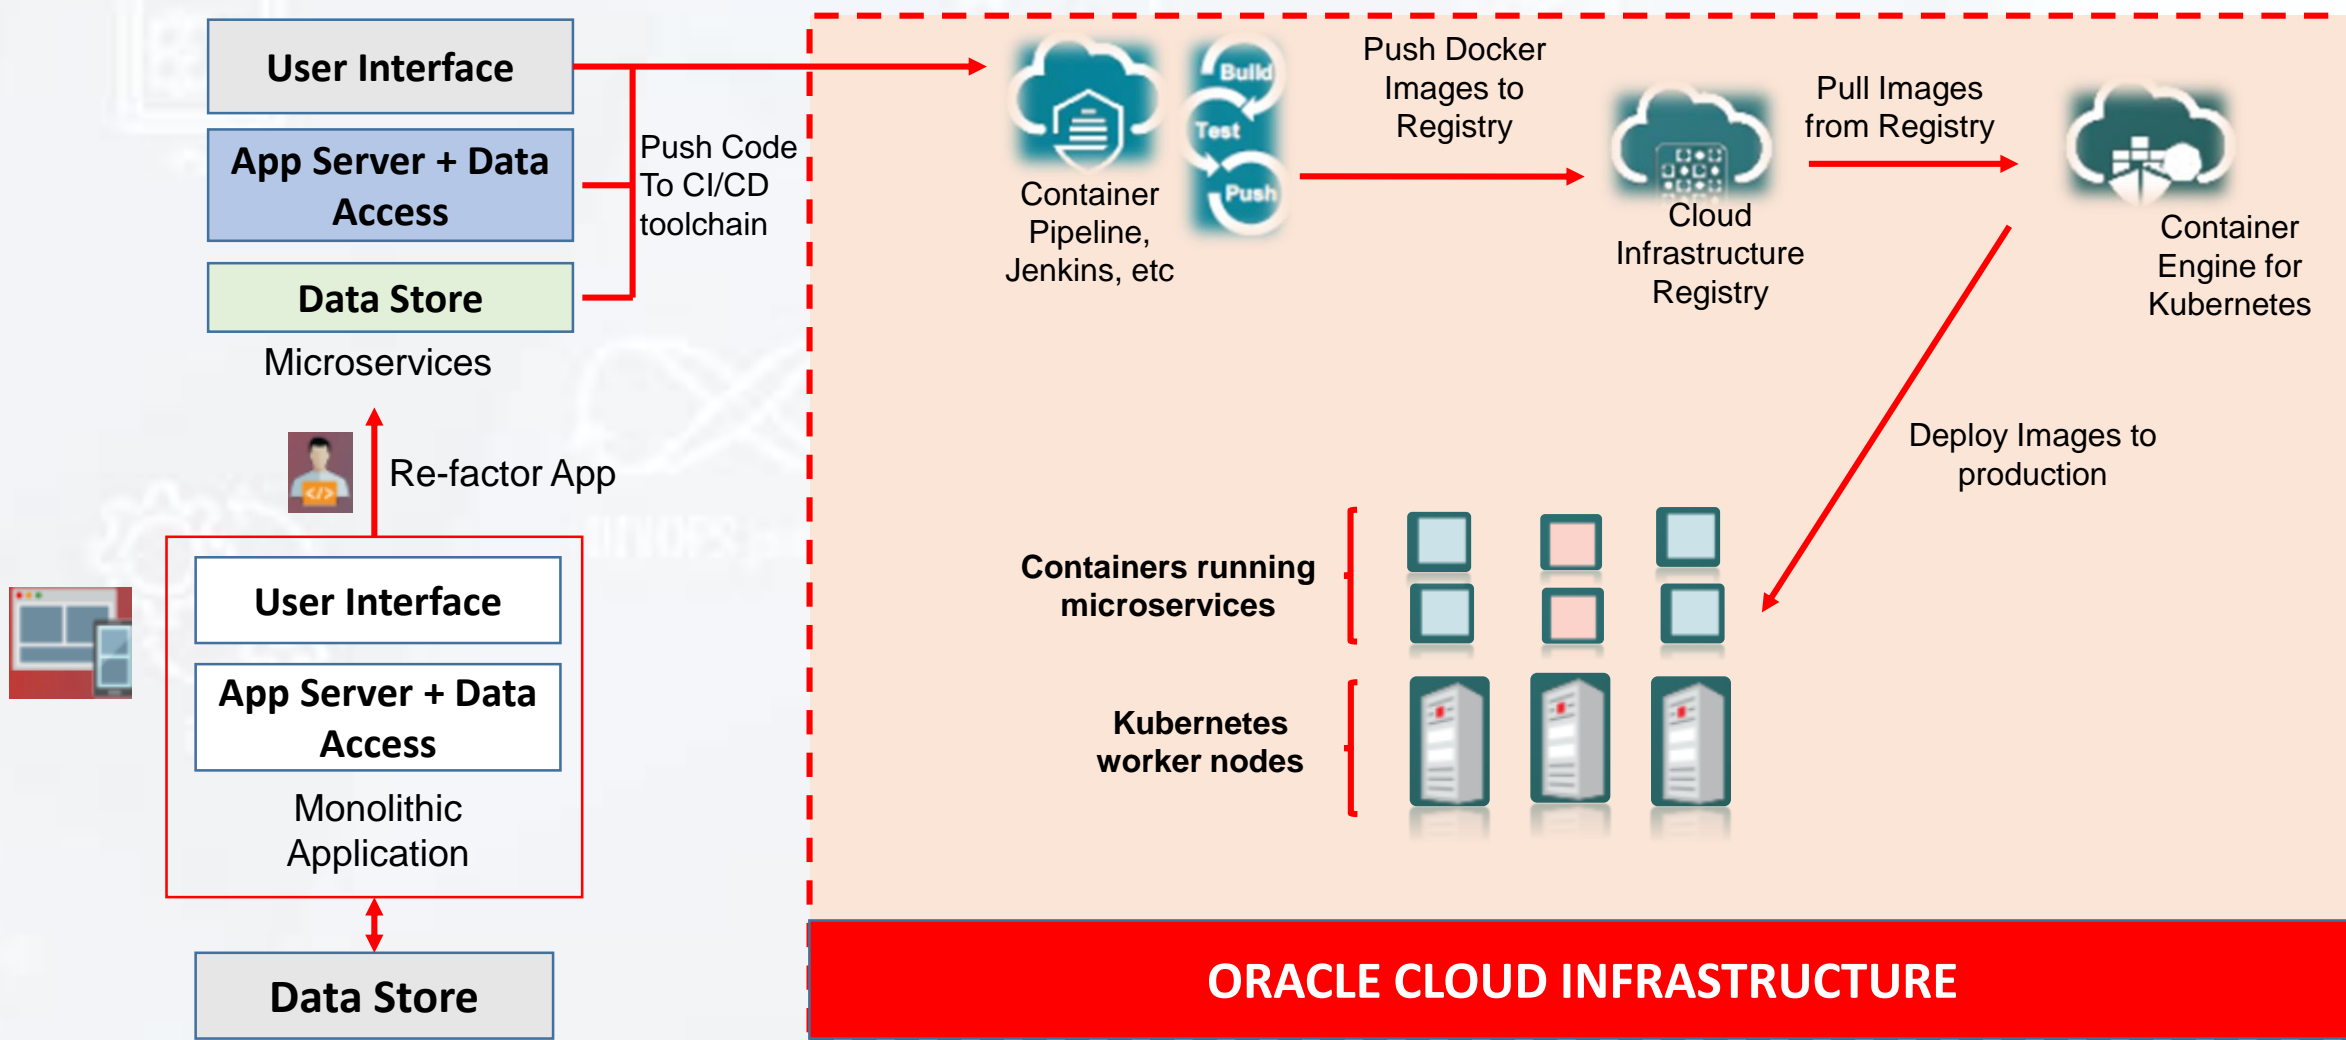 User Interface
App Server + Data
Access
Data Store
Microservices
Push Code
To CI/CD
toolchain
Re-factor App
User Interface
App Server + Data
Access
Monolithic
Application
Data Store
Container
Pipeline,
Jenkins, etc
Build
Test
Push
Push Docker
Images to
Registry
Cloud
Infrastructure
Registry
Pull Images
from Registry
Container
Engine for
Kubernetes
Deploy Images to
production
Containers running
microservices
Kubernetes
worker nodes
ORACLE CLOUD INFRASTRUCTURE